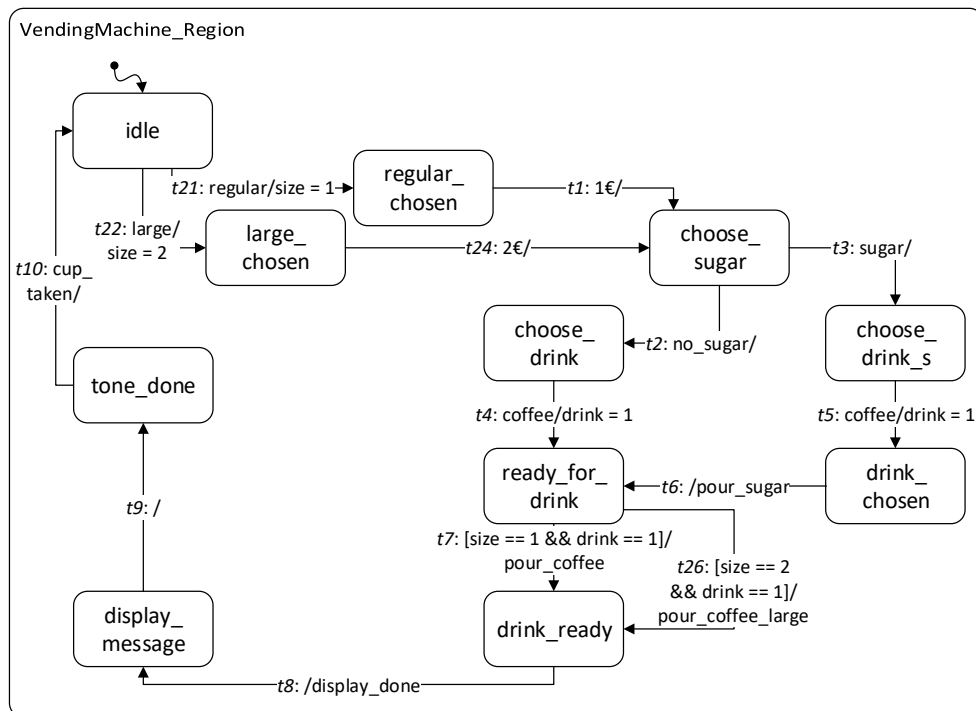 VendingMachine_Region
idle
t21: regular/size = 1
regular_
chosen
t1: 1€/
t22: large/
size = 2
large_
chosen
t24: 2€/
choose_
sugar
t3: sugar/
t10: cup_
taken/
choose_
drink
t2: no_sugar/
choose_
drink_s
tone_done
t4: coffee/drink = 1
t5: coffee/drink = 1
ready_for_
drink
t6: /pour_sugar
drink_
chosen
t9: /
t7: [size == 1 && drink == 1]/
pour_coffee
t26: [size == 2
&& drink == 1]/
pour_coffee_large
display_
message
drink_ready
t8: /display_done